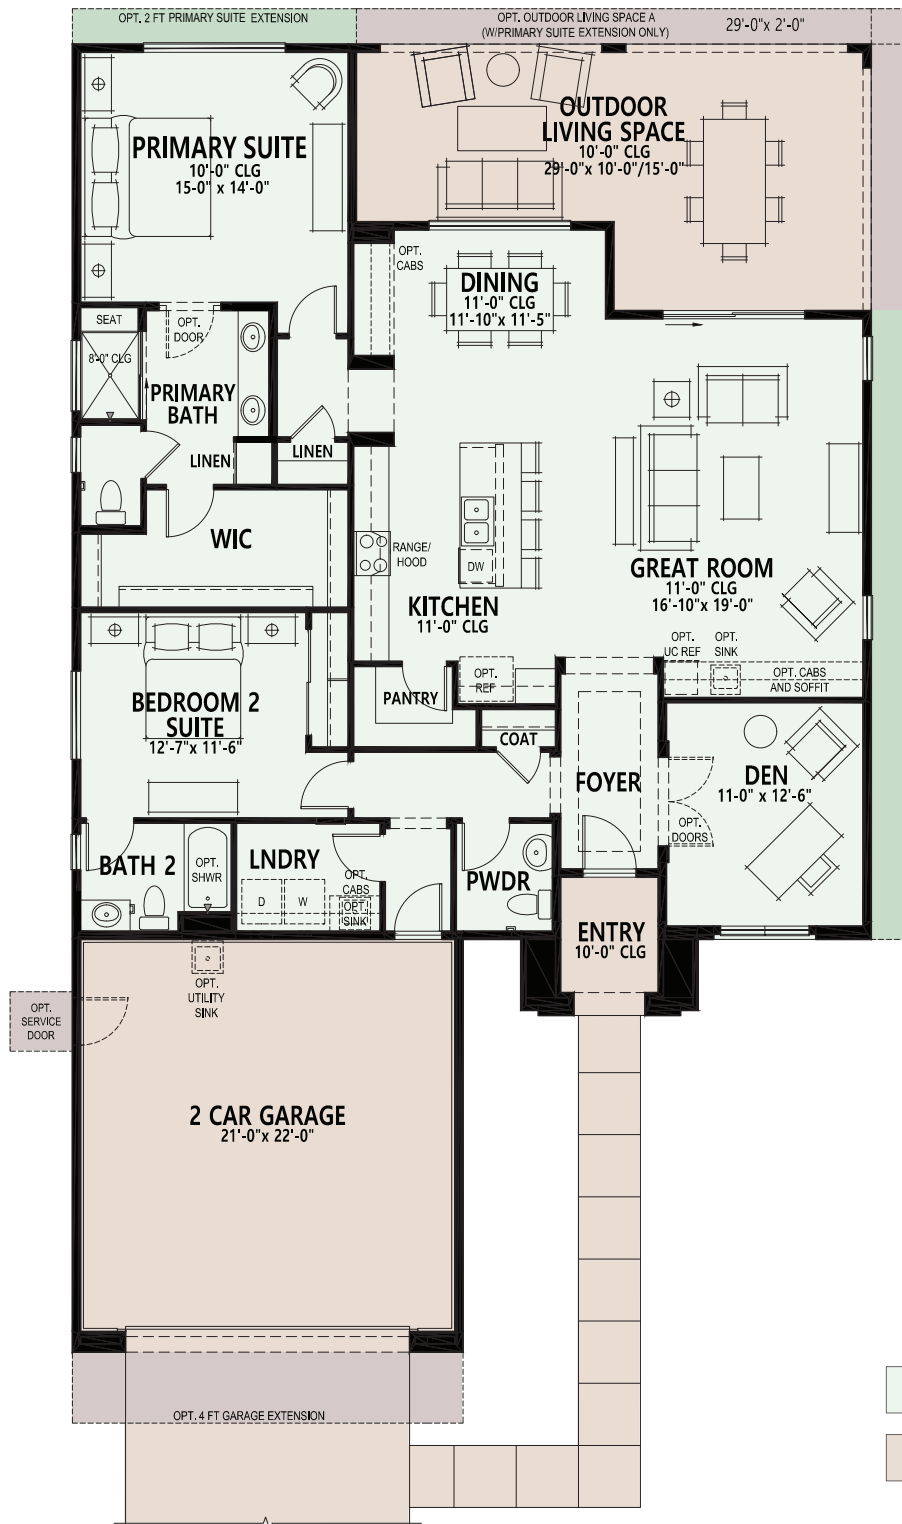 OPT. 2 FT PRIMARY SUITE EXTENSION
OPT. OUTDOOR LIVING SPACE A
(W/PRIMARY SUITE EXTENSION ONLY)
29'-0"x 2'-0"
PRIMARY SUITE
10'-0" CLG
15-0" x 14'-0"
OUTDOOR
LIVING SPACE
10'-0" CLG
29'-0"x 10'-0"/15'-0"
OPT.
CABS
DINING
11'-0" CLG
11'-10"x 11'-5"
SEAT
8'-0" CLG
OPT.
DOOR
PRIMARY
BATH
LINEN
LINEN
WIC
RANGE/
HOOD
DW
KITCHEN
11'-0" CLG
GREAT ROOM
11'-0" CLG
16'-10"x 19'-0"
OPT.
UC REF
OPT.
SINK
OPT. CABS
AND SOFFIT
OPT.
REF
PANTRY
BEDROOM 2
SUITE
12'-7"x 11'-6"
COAT
FOYER
DEN
11-0" x 12'-6"
OPT.
DOORS
BATH 2
OPT.
SHWR
LNDRY
D
W
OPT.
CABS
OPT.
SINK
PWDR
ENTRY
10'-0" CLG
OPT.
UTILITY
SINK
OPT.
SERVICE
DOOR
2 CAR GARAGE
21'-0"x 22'-0"
OPT. 4 FT GARAGE EXTENSION